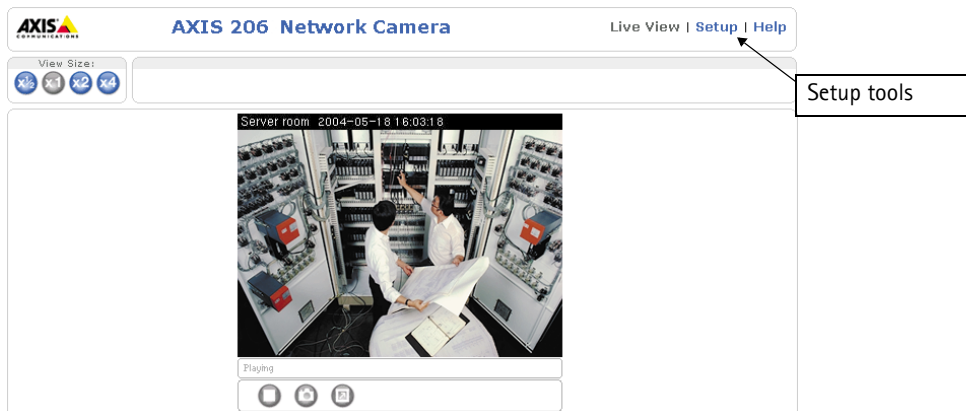 AXIS
COMMUNICATIONS
AXIS 206 Network Camera
Live View | Setup | Help
View Size:
x½ x1 x2 x4
Setup tools
Server room 2004-05-18 16:03:18
Playing